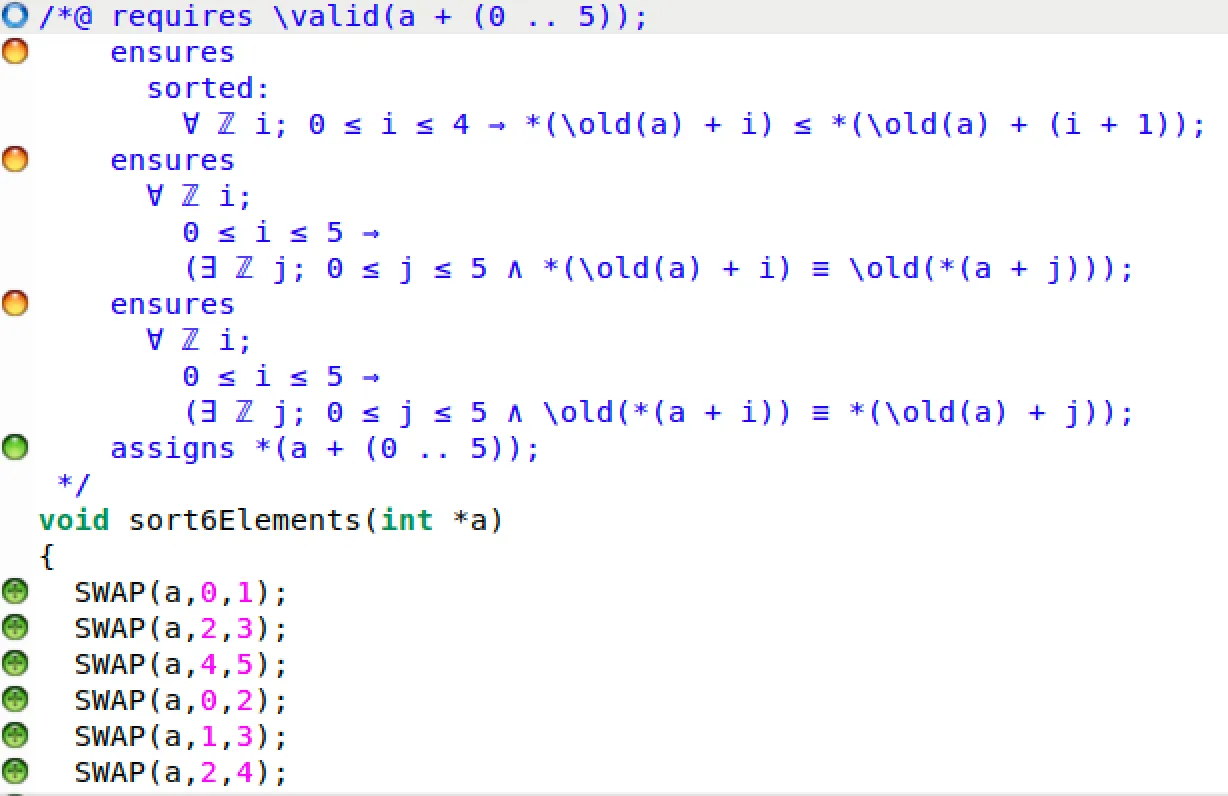 /*@ requires \valid(a + (0 .. 5));
ensures
sorted:
∀ ℤ i; 0 ≤ i ≤ 4 → *(\old(a) + i) ≤ *(\old(a) + (i + 1));
ensures
∀ ℤ i;
0 ≤ i ≤ 5 →
(∃ ℤ j; 0 ≤ j ≤ 5 ∧ *(\old(a) + i) ≡ \old(*(a + j)));
ensures
∀ ℤ i;
0 ≤ i ≤ 5 →
(∃ ℤ j; 0 ≤ j ≤ 5 ∧ \old(*(a + i)) ≡ *(\old(a) + j));
assigns *(a + (0 .. 5));
*/
void sort6Elements(int *a)
{
SWAP(a,0,1);
SWAP(a,2,3);
SWAP(a,4,5);
SWAP(a,0,2);
SWAP(a,1,3);
SWAP(a,2,4);